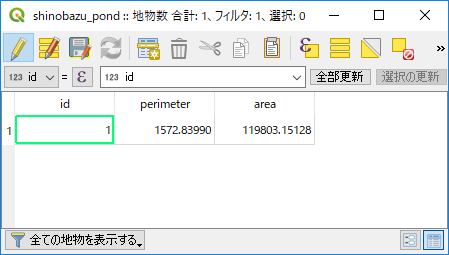 shinobazu_pond :: 地物数 合計: 1、フィルタ: 1、選択: 0
123 id = ε 123 id 全部更新 選択の更新
id perimeter area
1 1 1572.83990 119803.15128
全ての地物を表示する